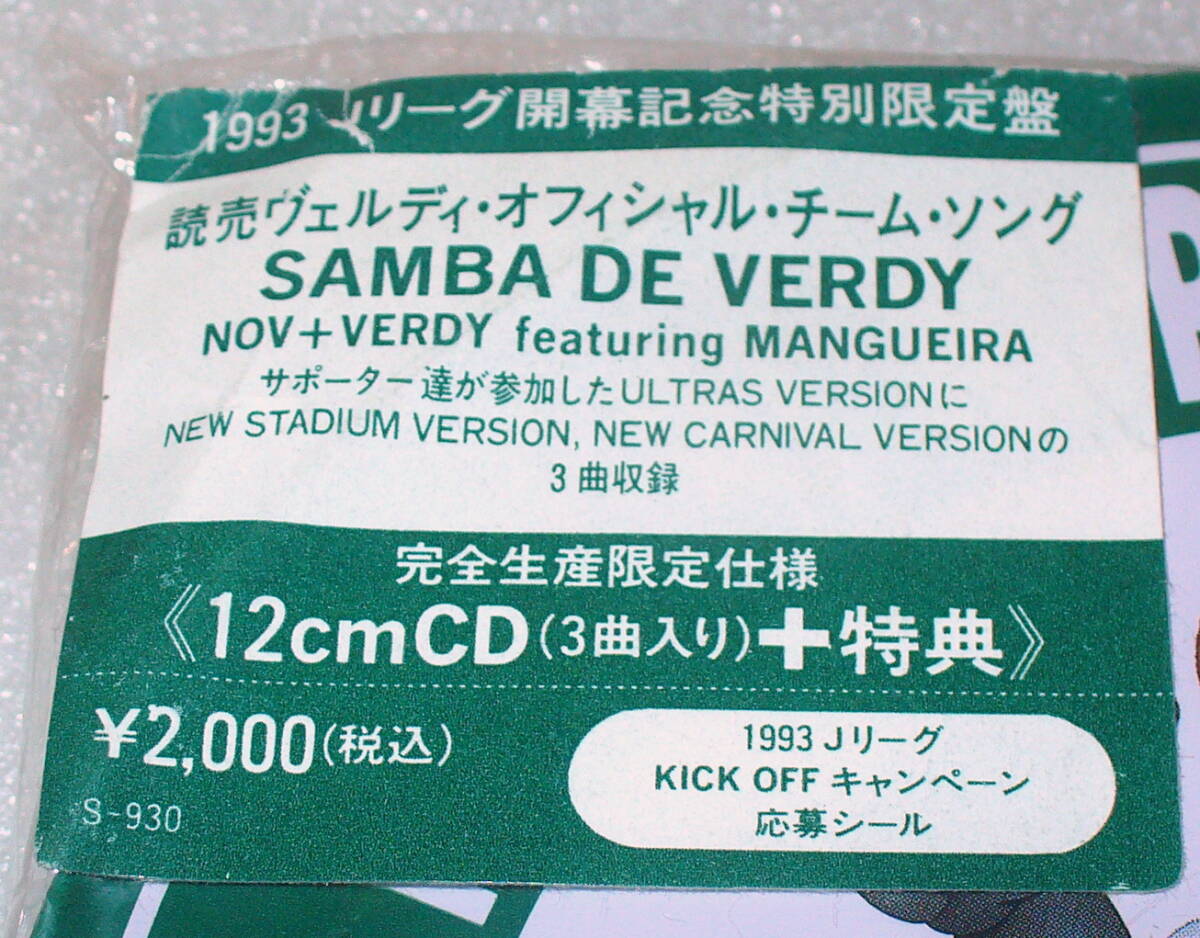 1993 Jリーグ開幕記念特別限定盤
読売ヴェルディ・オフィシャル・チーム・ソング
SAMBA DE VERDY
NOV+VERDY featuring MANGUEIRA
サポーター達が参加したULTRAS VERSIONに
NEW STADIUM VERSION, NEW CARNIVAL VERSIONの
3曲収録
完全生産限定仕様
《12cmCD(3曲入り)+特典》
¥2,000(税込)
S-930
1993 Jリーグ
KICK OFF キャンペーン
応募シール